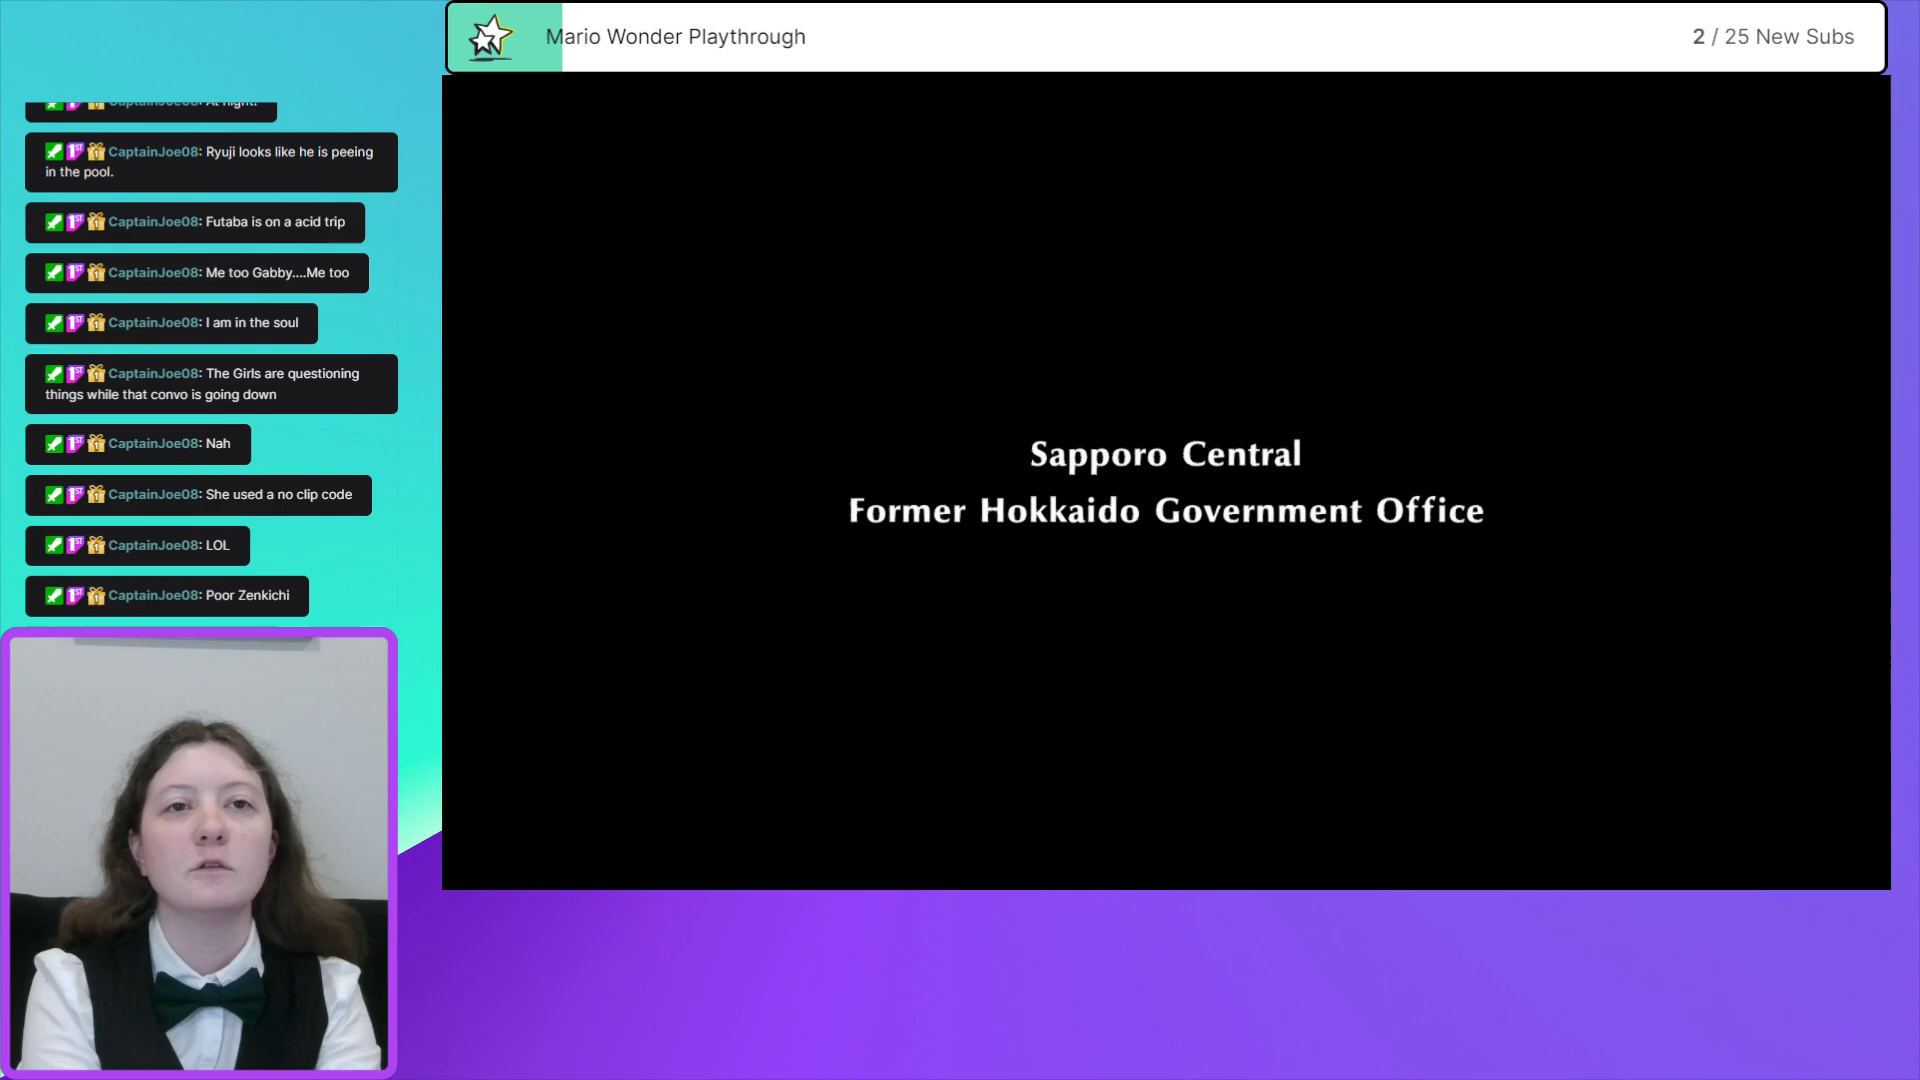 Mario Wonder Playthrough
2 / 25 New Subs
CaptainJoe08: At night!
CaptainJoe08: Ryuji looks like he is peeing
in the pool.
CaptainJoe08: Futaba is on a acid trip
CaptainJoe08: Me too Gabby....Me too
CaptainJoe08: I am in the soul
CaptainJoe08: The Girls are questioning
things while that convo is going down
CaptainJoe08: Nah
CaptainJoe08: She used a no clip code
CaptainJoe08: LOL
CaptainJoe08: Poor Zenkichi
Sapporo Central
Former Hokkaido Government Office